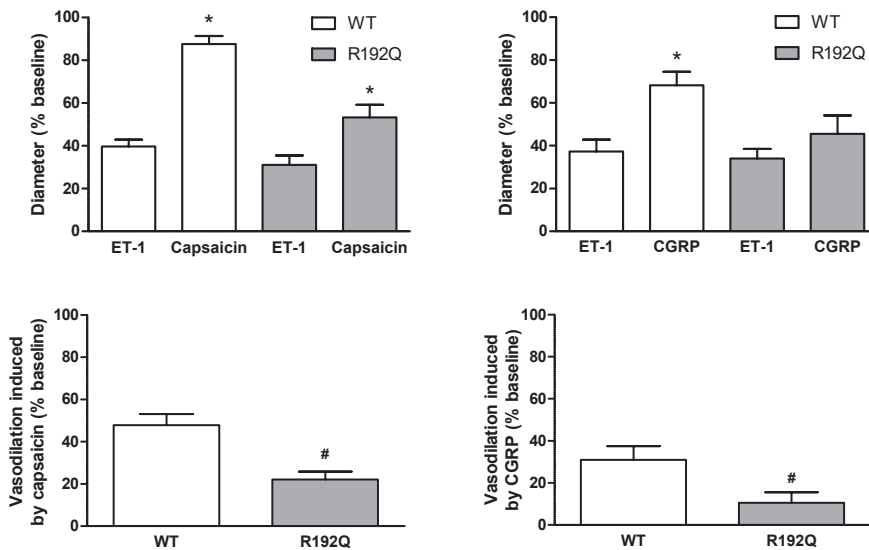 Diameter (% baseline)
100
80
60
40
20
0
*
*
WT
R192Q
ET-1 Capsaicin ET-1 Capsaicin
Diameter (% baseline)
100
80
60
40
20
0
*
WT
R192Q
ET-1 CGRP ET-1 CGRP
Vasodilation induced
by capsaicin (% baseline)
100
80
60
40
20
0
#
WT R192Q
Vasodilation induced
by CGRP (% baseline)
100
80
60
40
20
0
#
WT R192Q